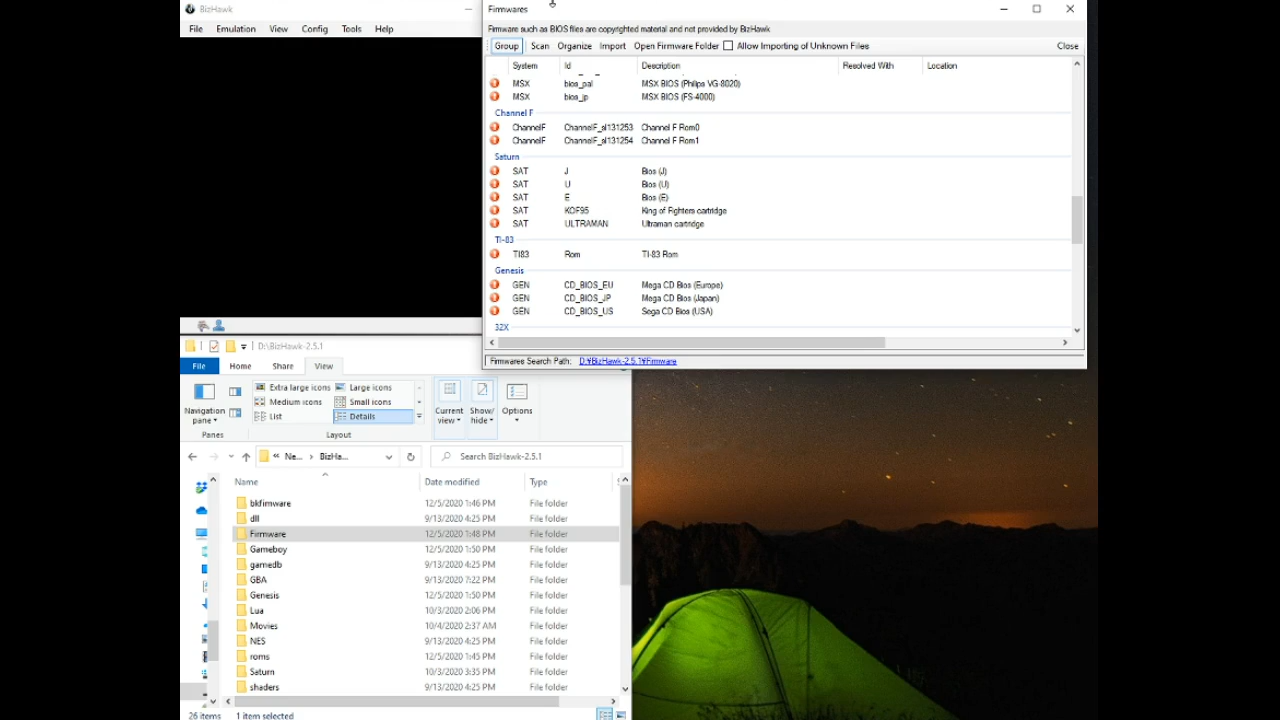 BizHawk
File Emulation View Config Tools Help
Firmwares
Firmware such as BIOS files are copyrighted material and not provided by BizHawk
Group Scan Organize Import Open Firmware Folder Allow Importing of Unknown Files Close
System Id Description Resolved With Location
MSX bios_pal MSX BIOS (Philips VG-8020)
MSX bios_jp MSX BIOS (FS-4000)
Channel F
ChannelF ChannelF_sl131253 Channel F Rom0
ChannelF ChannelF_sl131254 Channel F Rom1
Saturn
SAT J Bios (J)
SAT U Bios (U)
SAT E Bios (E)
SAT KOF95 King of Fighters cartridge
SAT ULTRAMAN Ultraman cartridge
TI-83
TI83 Rom TI-83 Rom
Genesis
GEN CD_BIOS_EU Mega CD Bios (Europe)
GEN CD_BIOS_JP Mega CD Bios (Japan)
GEN CD_BIOS_US Sega CD Bios (USA)
32X
Firmwares Search Path: D:¥BizHawk-2.5.1¥Firmware
D:\BizHawk-2.5.1
File Home Share View
Navigation pane
Panes
Extra large icons Large icons
Medium icons Small icons
List Details
Layout
Current view
Show/ hide
Options
« Ne... › BizHa...
Search BizHawk-2.5.1
Name Date modified Type
bkfimware 12/5/2020 1:46 PM File folder
dll 9/13/2020 4:25 PM File folder
Firmware 12/5/2020 1:48 PM File folder
Gameboy 12/5/2020 1:50 PM File folder
gamedb 9/13/2020 4:25 PM File folder
GBA 9/13/2020 7:22 PM File folder
Genesis 12/5/2020 1:50 PM File folder
Lua 10/3/2020 2:06 PM File folder
Movies 10/4/2020 2:37 AM File folder
NES 9/13/2020 4:25 PM File folder
roms 12/5/2020 1:45 PM File folder
Saturn 10/3/2020 3:35 PM File folder
shaders 9/13/2020 4:25 PM File folder
26 items 1 item selected